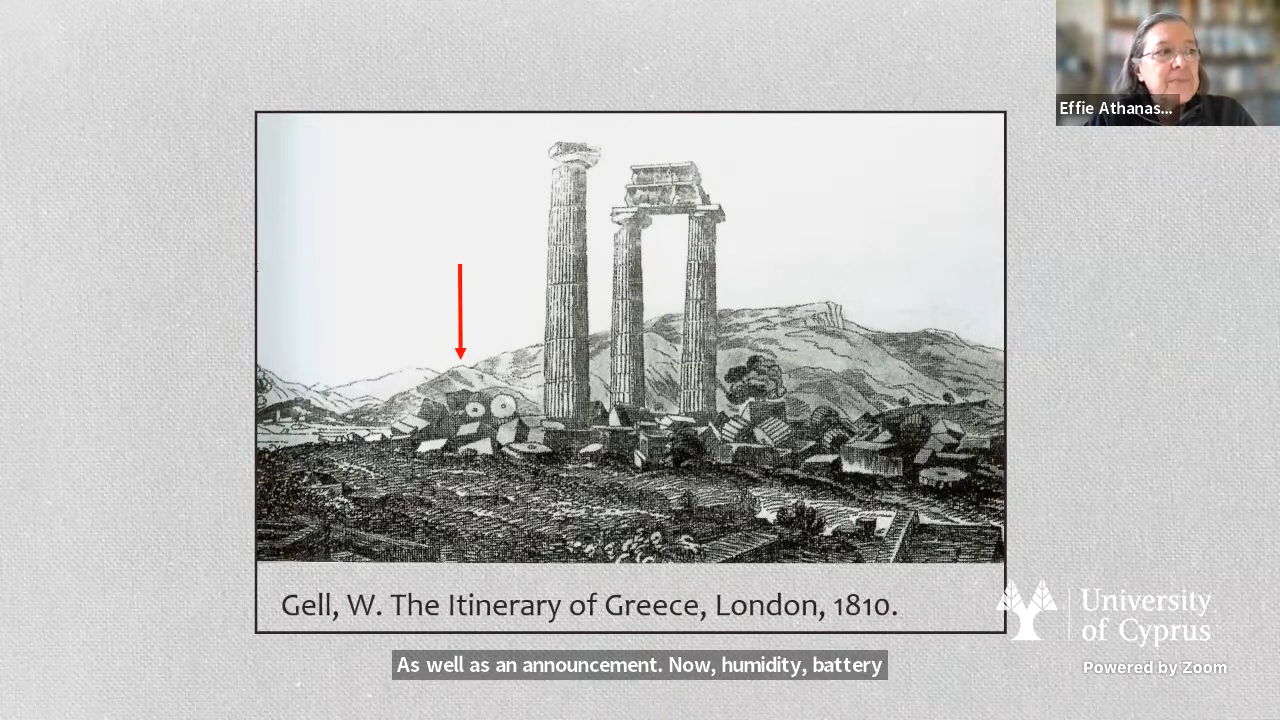 Effie Athanas...
Gell, W. The Itinerary of Greece, London, 1810.
University
of Cyprus
As well as an announcement. Now, humidity, battery
Powered by Zoom